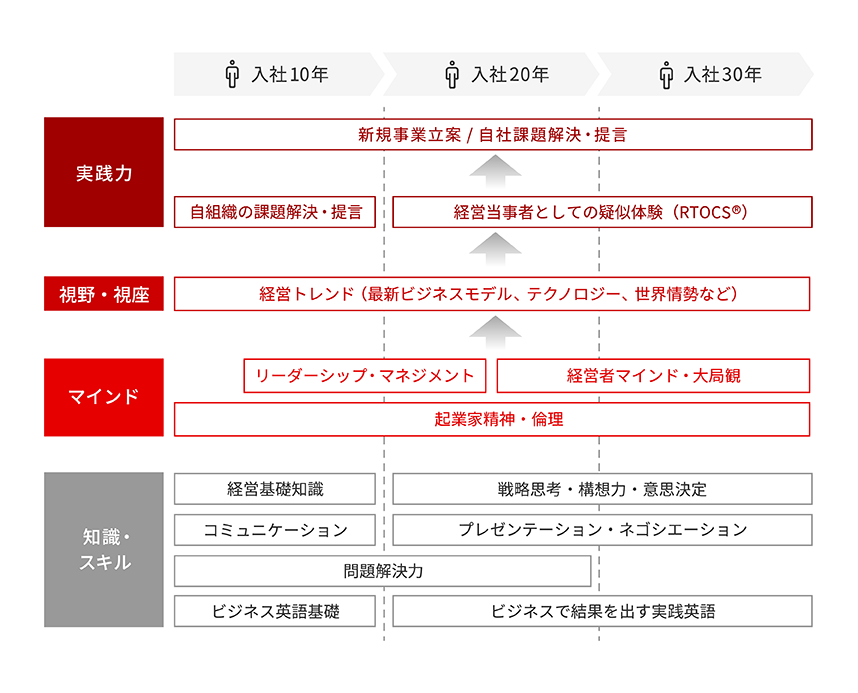 入社10年
入社20年
入社30年
実践力
新規事業立案 / 自社課題解決・提言
自組織の課題解決・提言
経営当事者としての疑似体験（RTOCS®）
視野・視座
経営トレンド（最新ビジネスモデル、テクノロジー、世界情勢など）
マインド
リーダーシップ・マネジメント
経営者マインド・大局観
起業家精神・倫理
知識・
スキル
経営基礎知識
戦略思考・構想力・意思決定
コミュニケーション
プレゼンテーション・ネゴシエーション
問題解決力
ビジネス英語基礎
ビジネスで結果を出す実践英語